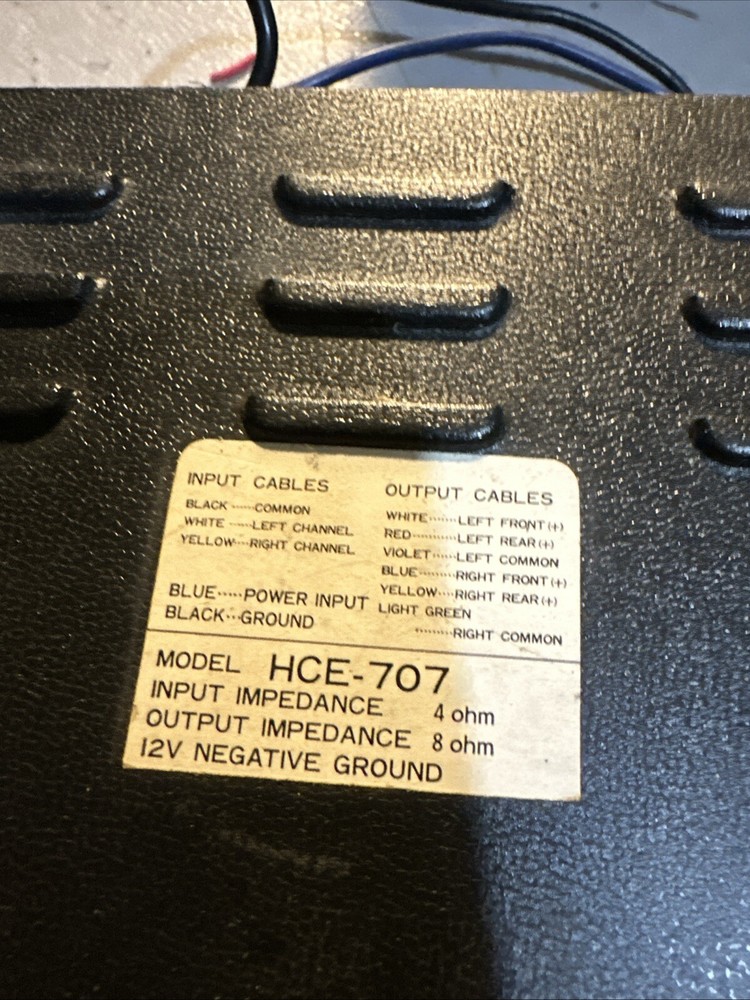 INPUT CABLES
BLACK ······COMMON
WHITE ·····LEFT CHANNEL
YELLOW···RIGHT CHANNEL
BLUE·····POWER INPUT
BLACK···GROUND
OUTPUT CABLES
WHITE·······LEFT FRONT(+)
RED···········LEFT REAR(+)
VIOLET······LEFT COMMON
BLUE·········RIGHT FRONT(+)
YELLOW····RIGHT REAR(+)
LIGHT GREEN
·········RIGHT COMMON
MODEL HCE-707
INPUT IMPEDANCE 4 ohm
OUTPUT IMPEDANCE 8 ohm
12V NEGATIVE GROUND